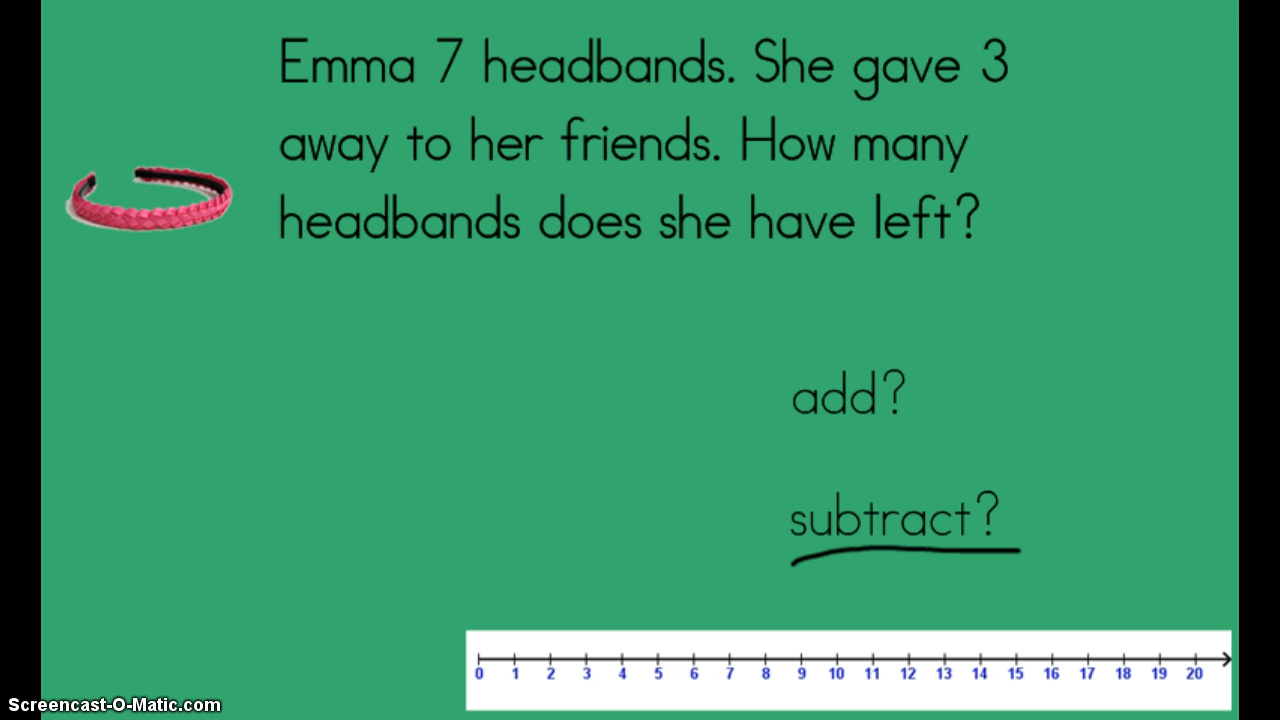 Emma 7 headbands. She gave 3
away to her friends. How many
headbands does she have left?
add?
subtract?
0 1 2 3 4 5 6 7 8 9 10 11 12 13 14 15 16 17 18 19 20
Screencast-O-Matic.com